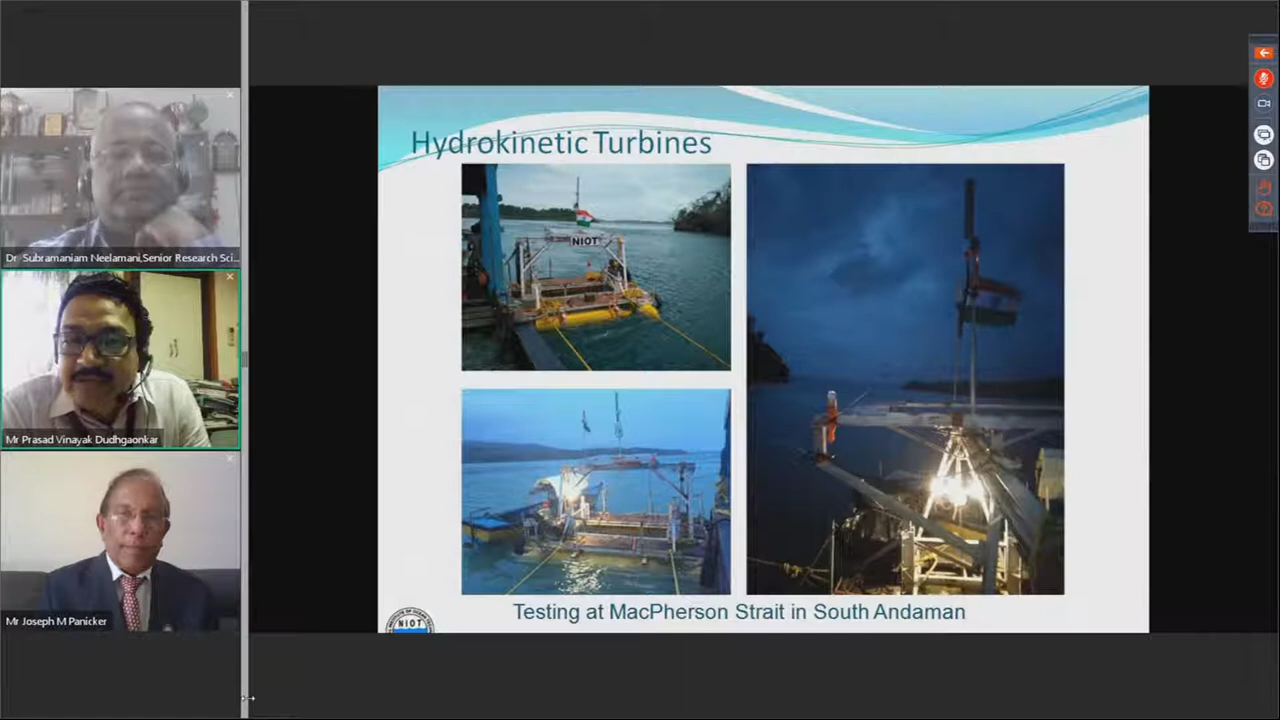 Dr Subramaniam Neelamani,Senior Research Sci...
Mr Prasad Vinayak Dudhgaonkar
Mr Joseph M Panicker
Hydrokinetic Turbines
NIOT
Testing at MacPherson Strait in South Andaman
NIOT